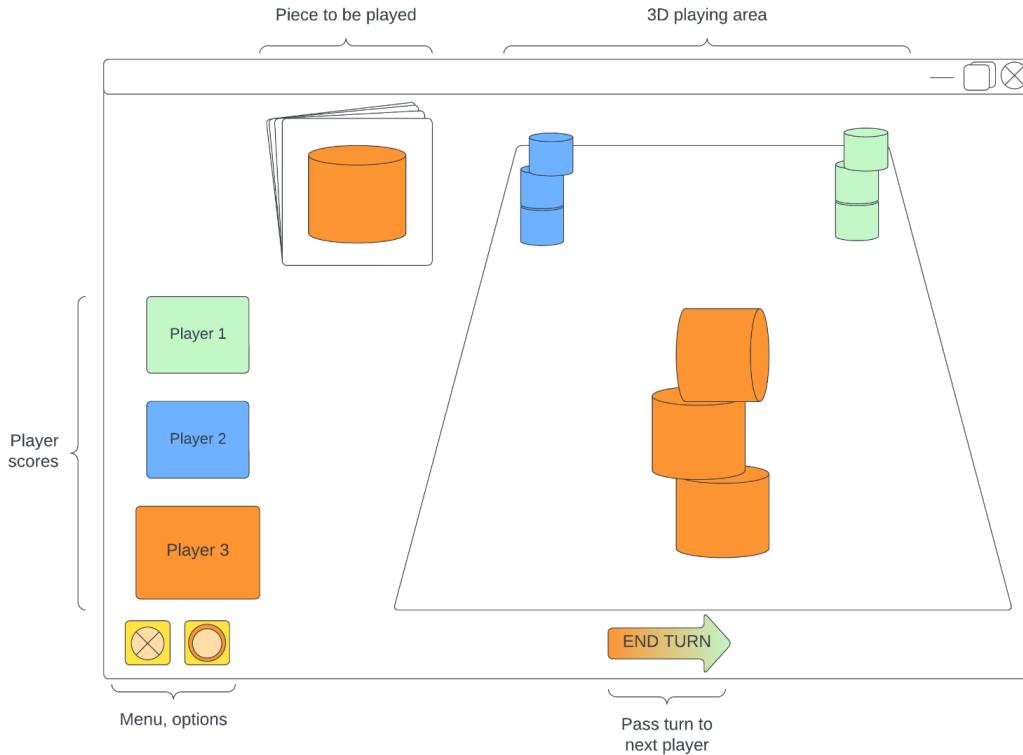 Piece to be played
3D playing area
Player 1
Player 2
Player
scores
Player 3
END TURN
Menu, options
Pass turn to
next player